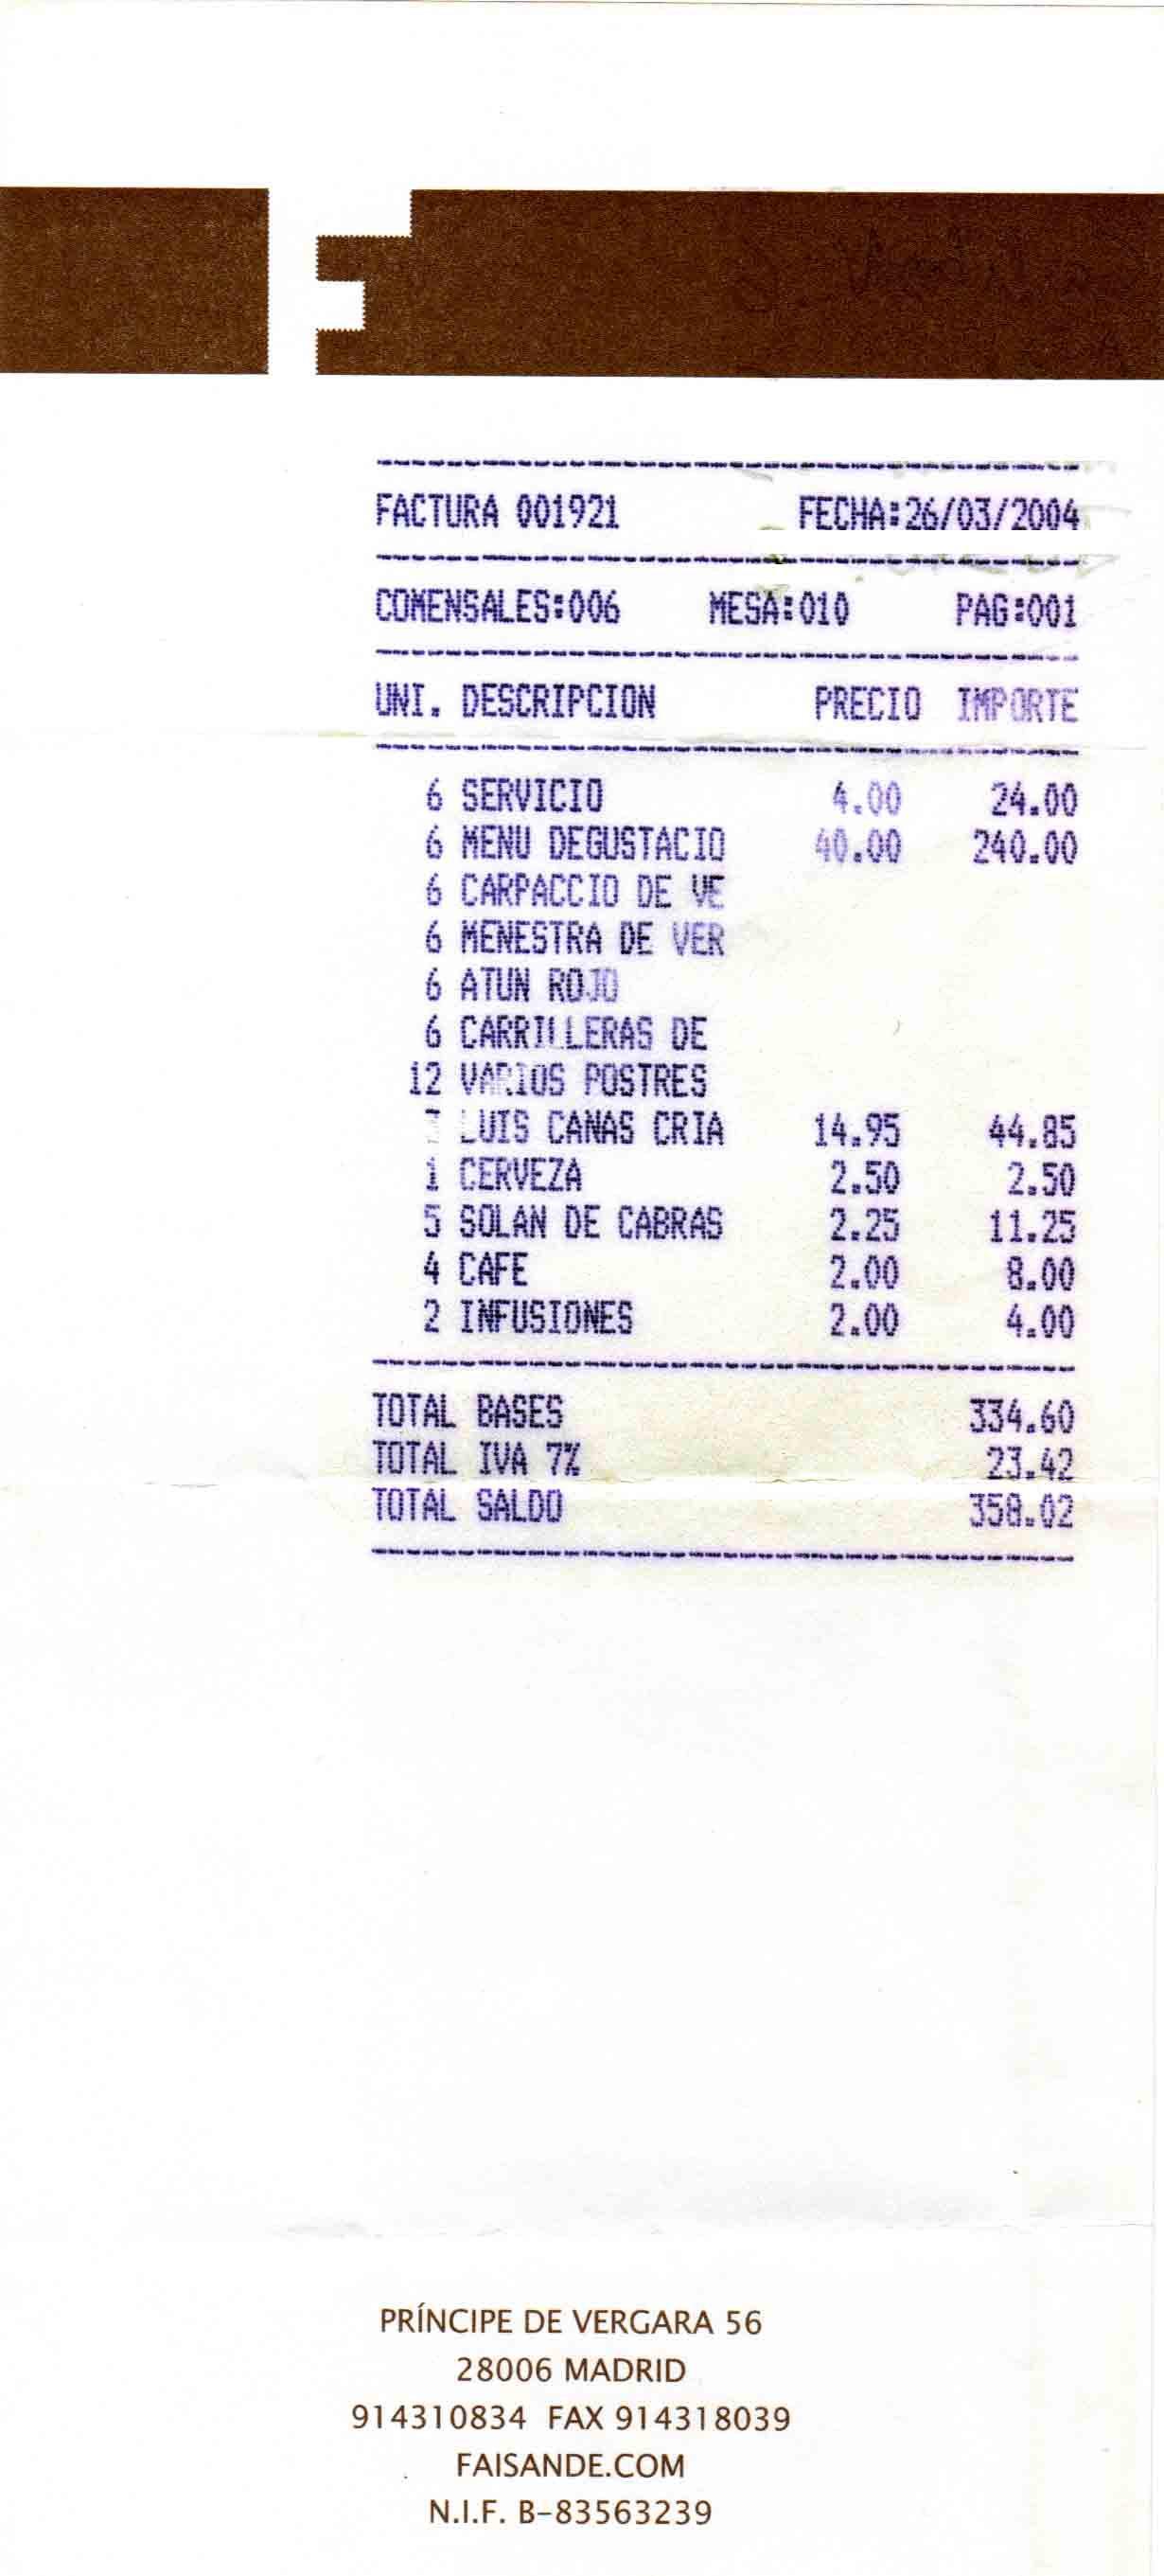 FACTURA 001921 FECHA:26/03/2004
COMENSALES:006 MESA:010 PAG:001
UNI. DESCRIPCION PRECIO IMPORTE
6 SERVICIO 4.00 24.00
6 MENU DEGUSTACIO 40.00 240.00
6 CARPACCIO DE VE
6 MENESTRA DE VER
6 ATUN ROJO
6 CARRILLERAS DE
12 VARIOS POSTRES
3 LUIS CANAS CRIA 14.95 44.85
1 CERVEZA 2.50 2.50
5 SOLAN DE CABRAS 2.25 11.25
4 CAFE 2.00 8.00
2 INFUSIONES 2.00 4.00
TOTAL BASES 334.60
TOTAL IVA 7% 23.42
TOTAL SALDO 358.02
PRÍNCIPE DE VERGARA 56
28006 MADRID
914310834 FAX 914318039
FAISANDE.COM
N.I.F. B-83563239